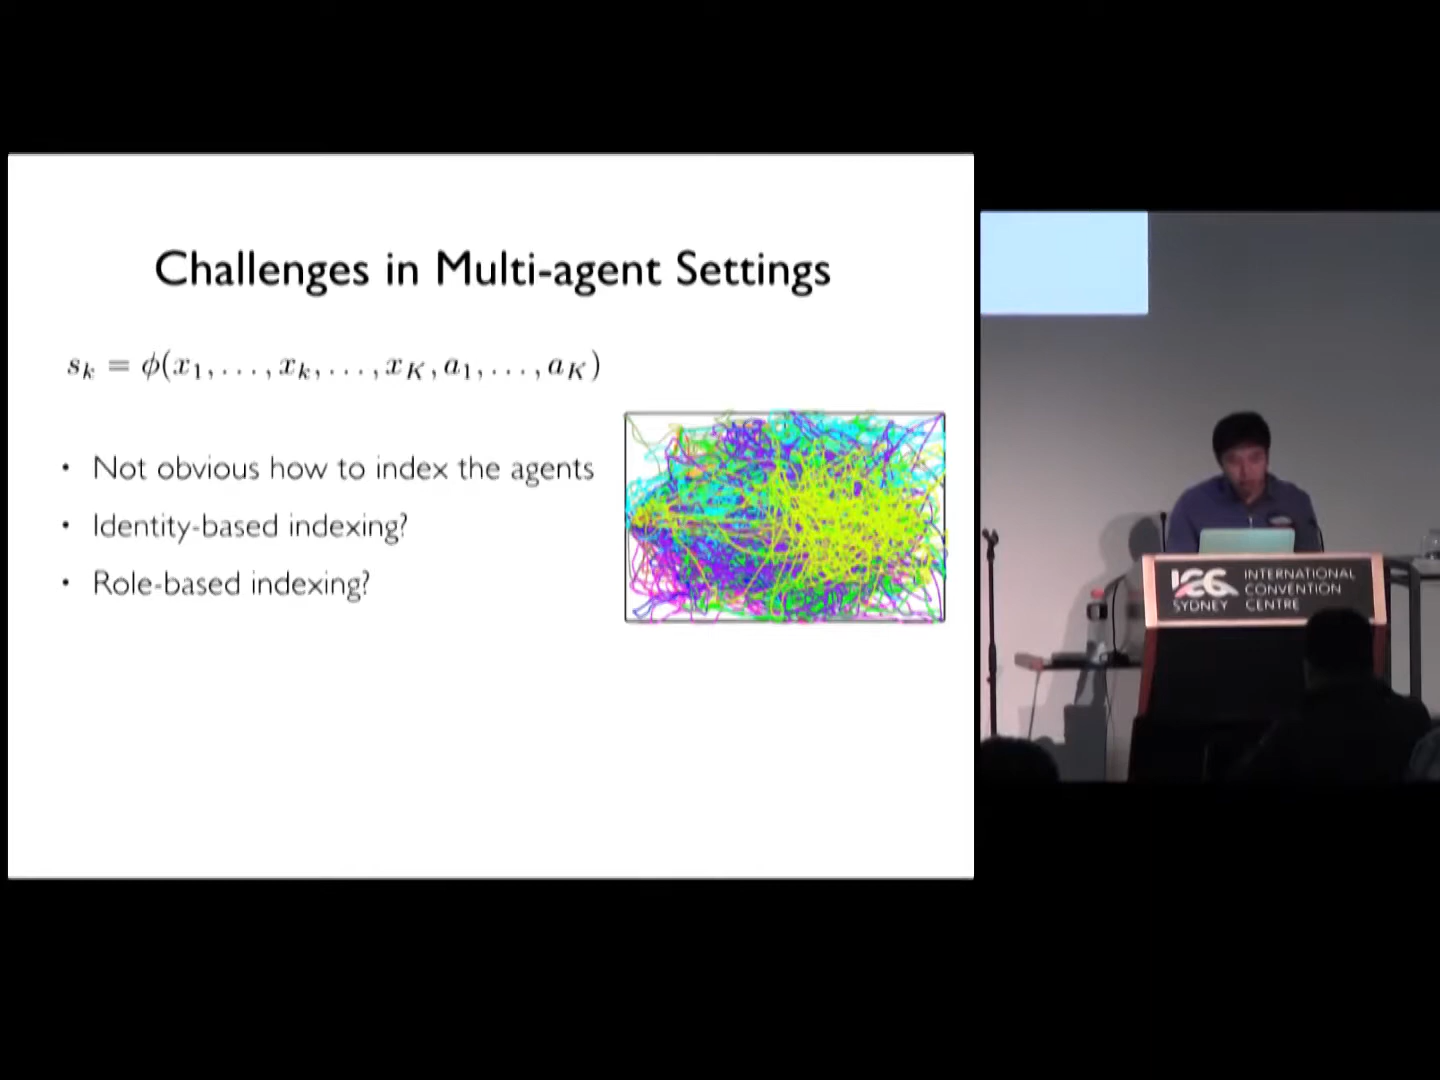 Challenges in Multi-agent Settings
s_k = ϕ(x_1, . . . , x_k, . . . , x_K, a_1, . . . , a_K)
• Not obvious how to index the agents
• Identity-based indexing?
• Role-based indexing?
ICC SYDNEY
INTERNATIONAL
CONVENTION
CENTRE